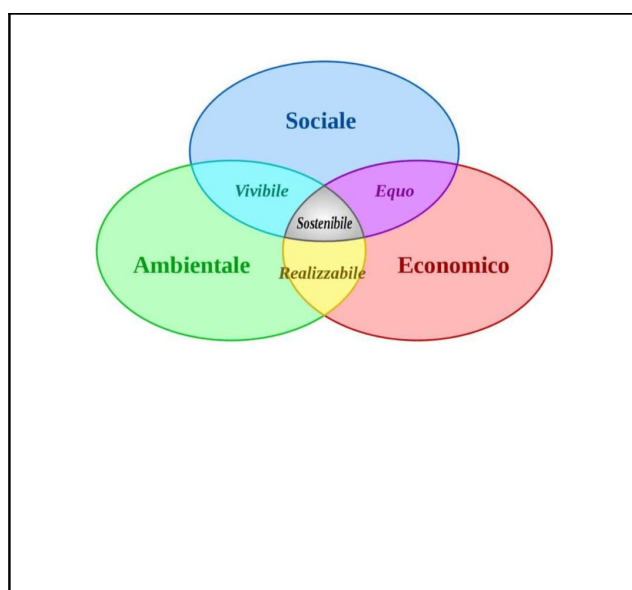 Sociale
Vivibile
Equo
Sostenibile
Ambientale
Realizzabile
Economico